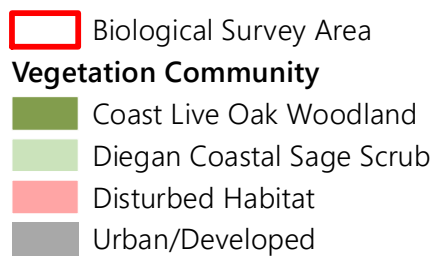 Biological Survey Area
Vegetation Community
Coast Live Oak Woodland
Diegan Coastal Sage Scrub
Disturbed Habitat
Urban/Developed